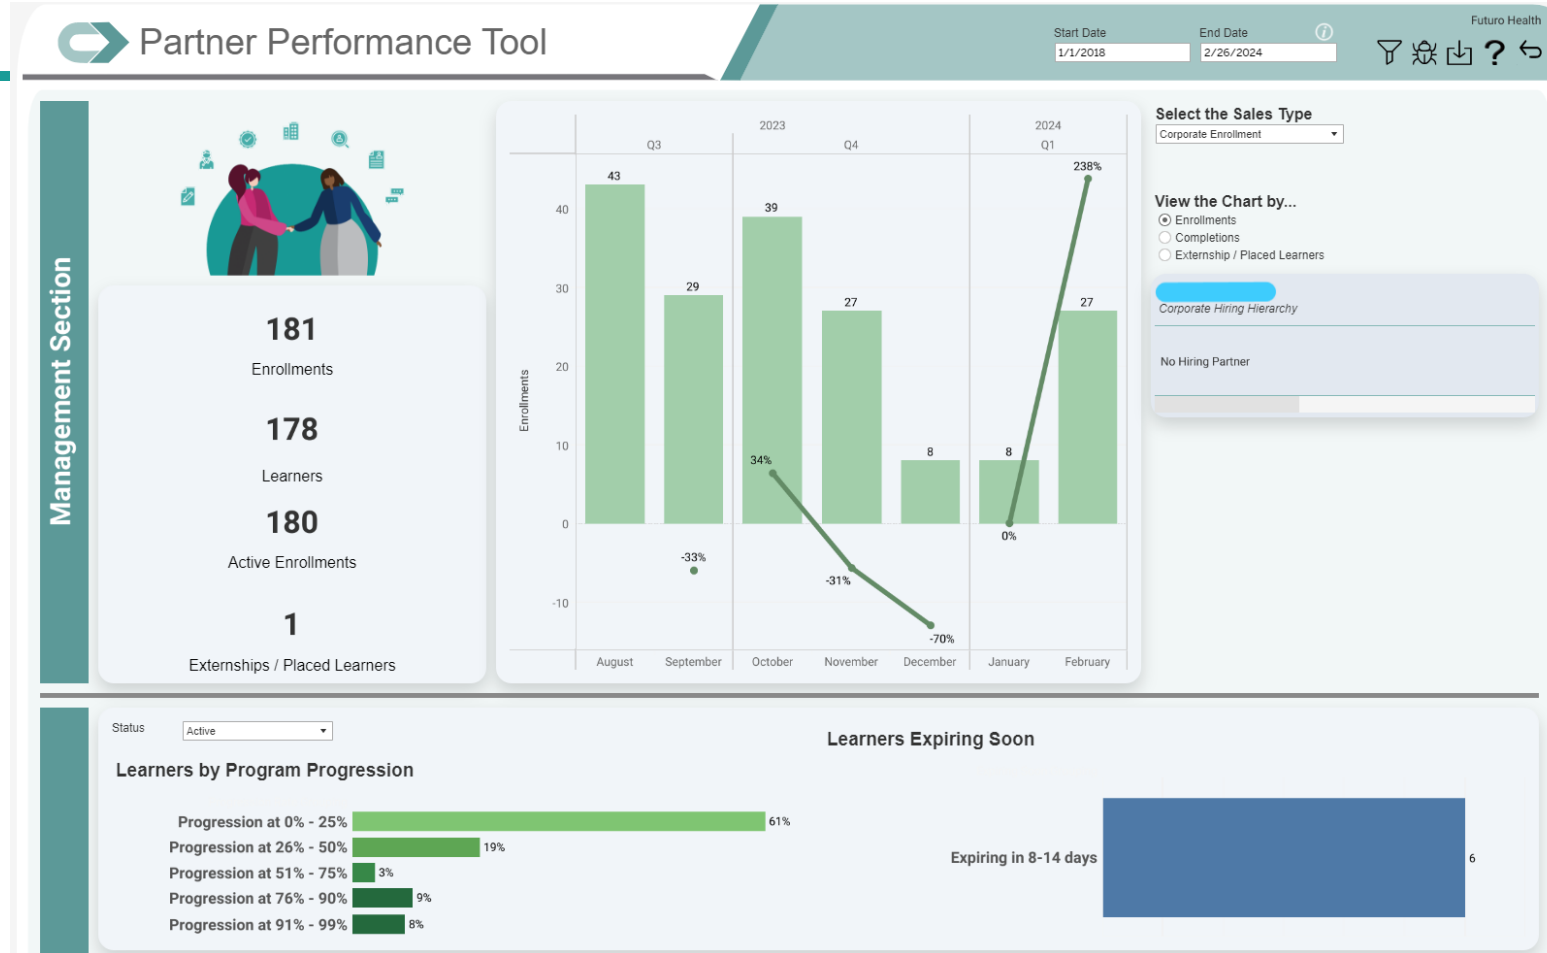 Partner Performance Tool
Start Date
1/1/2018
End Date
2/26/2024
Futuro Health
Management Section
181
Enrollments
178
Learners
180
Active Enrollments
1
Externships / Placed Learners
2023
2024
Q3
Q4
Q1
Enrollments
40
30
20
10
0
-10
43
29
39
27
8
8
27
-33%
34%
-31%
-70%
0%
238%
August
September
October
November
December
January
February
Select the Sales Type
Corporate Enrollment
View the Chart by...
Enrollments
Completions
Externship / Placed Learners
Corporate Hiring Hierarchy
No Hiring Partner
Status
Active
Learners by Program Progression
Progression at 0% - 25% 61%
Progression at 26% - 50% 19%
Progression at 51% - 75% 3%
Progression at 76% - 90% 9%
Progression at 91% - 99% 8%
Learners Expiring Soon
Expiring in 8-14 days 6